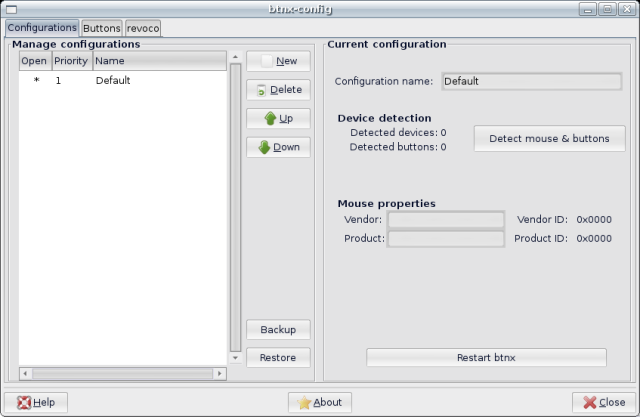 btnx-config
Configurations Buttons revoco
Manage configurations
Open Priority Name
* 1 Default
New
Delete
Up
Down
Backup
Restore
Current configuration
Configuration name: Default
Device detection
Detected devices: 0
Detected buttons: 0
Detect mouse & buttons
Mouse properties
Vendor: Vendor ID: 0x0000
Product: Product ID: 0x0000
Restart btnx
Help About Close